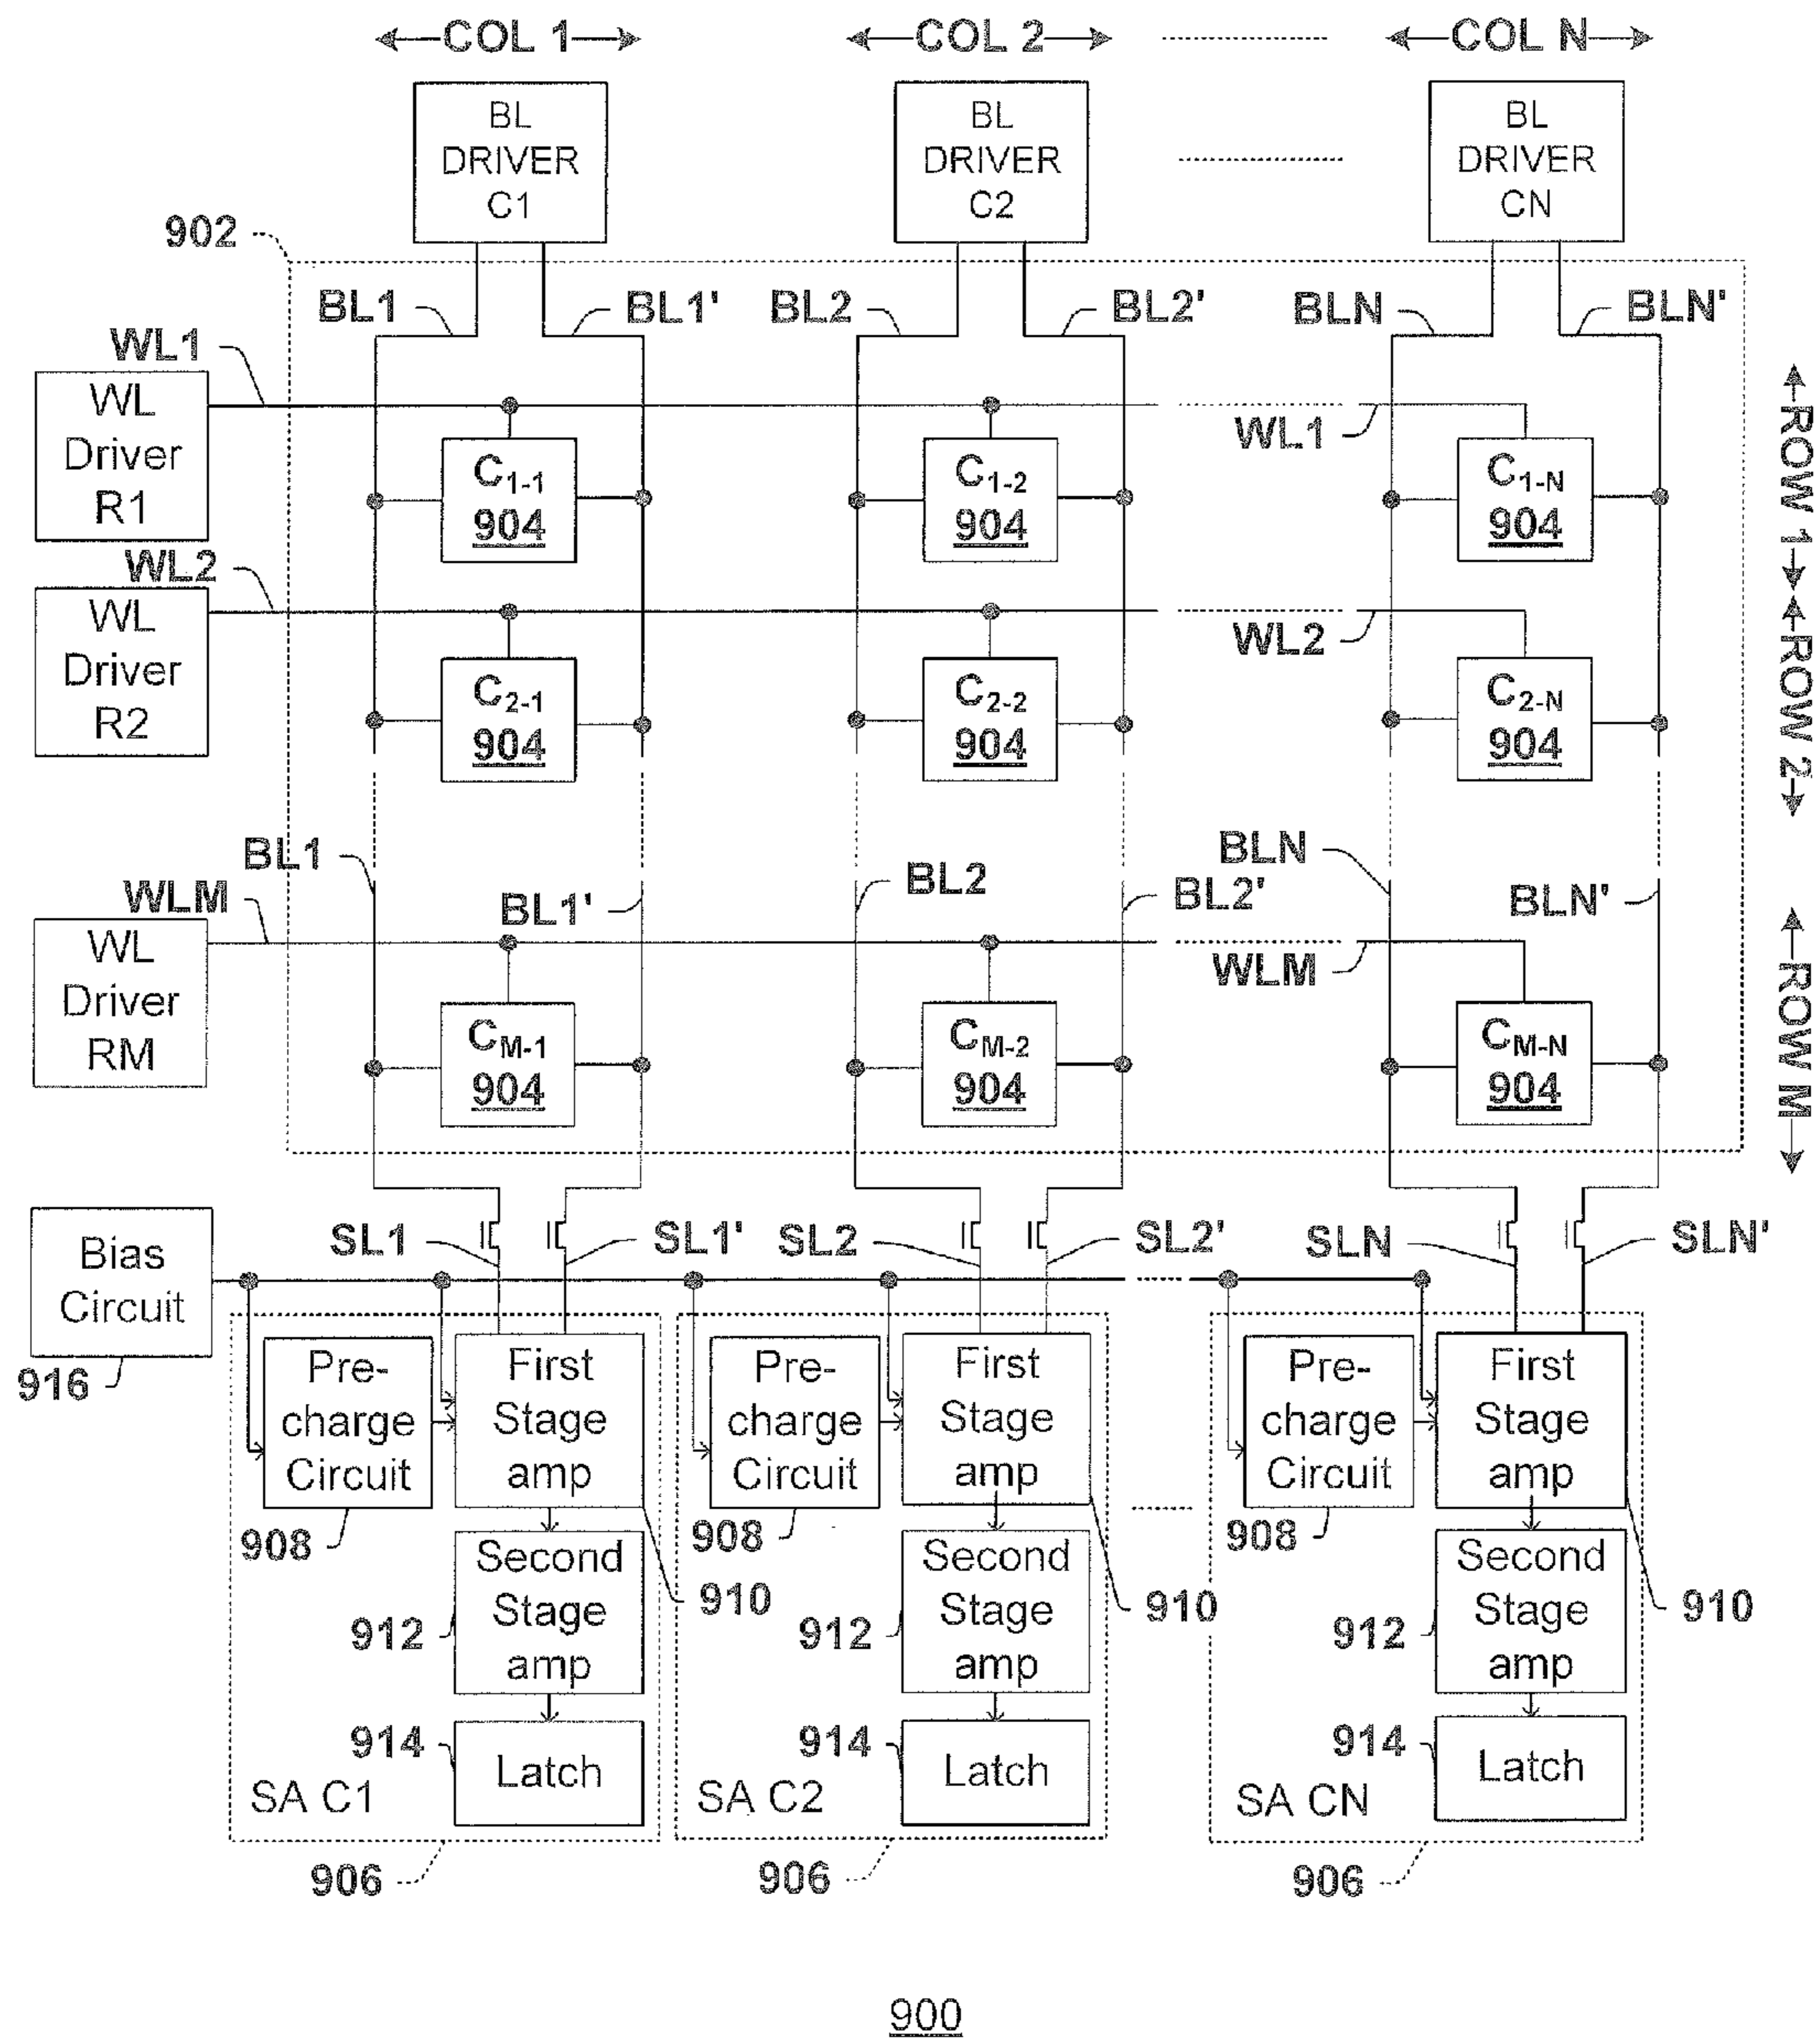 COL 1
COL 2
COL N
BL
DRIVER
C1
BL
DRIVER
C2
BL
DRIVER
CN
902
BL1
BL1'
BL2
BL2'
BLN
BLN'
WL1
WL
Driver
R1
WL1
C1-1
904
C1-2
904
C1-N
904
ROW 1
WL2
WL
Driver
R2
WL2
C2-1
904
C2-2
904
C2-N
904
ROW 2
BL1
BL1'
BL2
BL2'
BLN
BLN'
WLM
WL
Driver
RM
WLM
CM-1
904
CM-2
904
CM-N
904
ROW M
SL1
SL1'
SL2
SL2'
SLN
SLN'
Bias
Circuit
916
Pre-
charge
Circuit
908
First
Stage
amp
910
Second
Stage
amp
912
Latch
914
SA C1
906
Pre-
charge
Circuit
908
First
Stage
amp
910
Second
Stage
amp
912
Latch
914
SA C2
906
Pre-
charge
Circuit
908
First
Stage
amp
910
Second
Stage
amp
912
Latch
914
SA CN
906
900